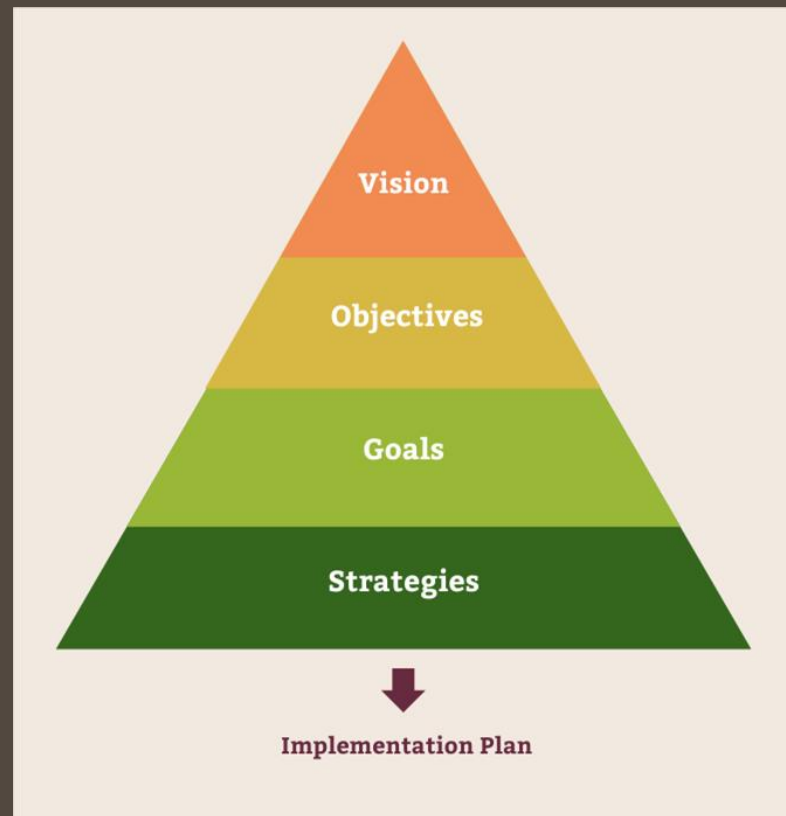 Vision
Objectives
Goals
Strategies
Implementation Plan